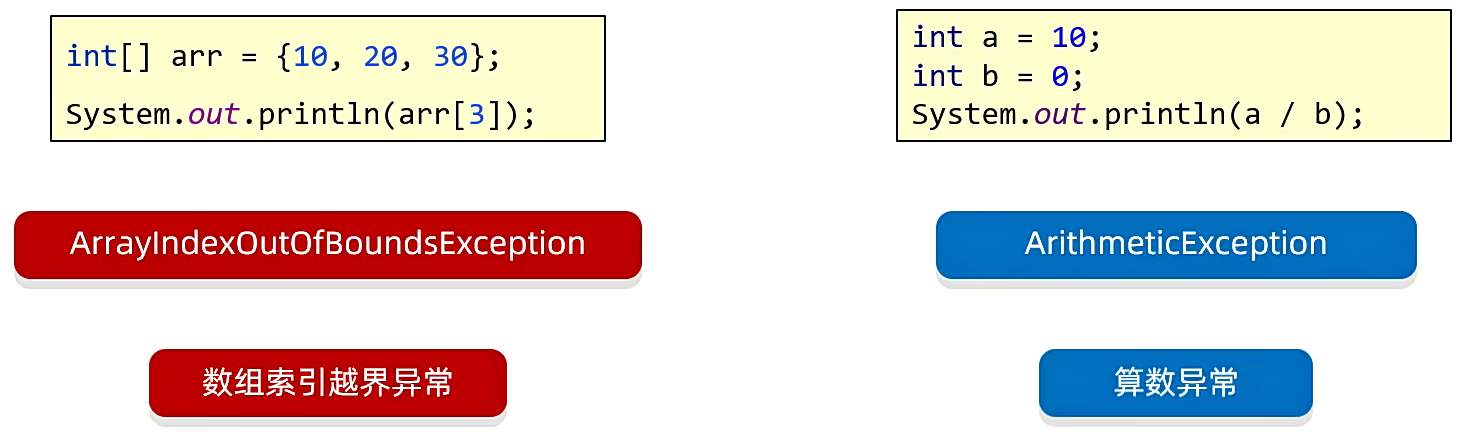 int[] arr = {10, 20, 30};
System.out.println(arr[3]);
ArrayIndexOutOfBoundsException
数组索引越界异常
int a = 10;
int b = 0;
System.out.println(a / b);
ArithmeticException
算数异常